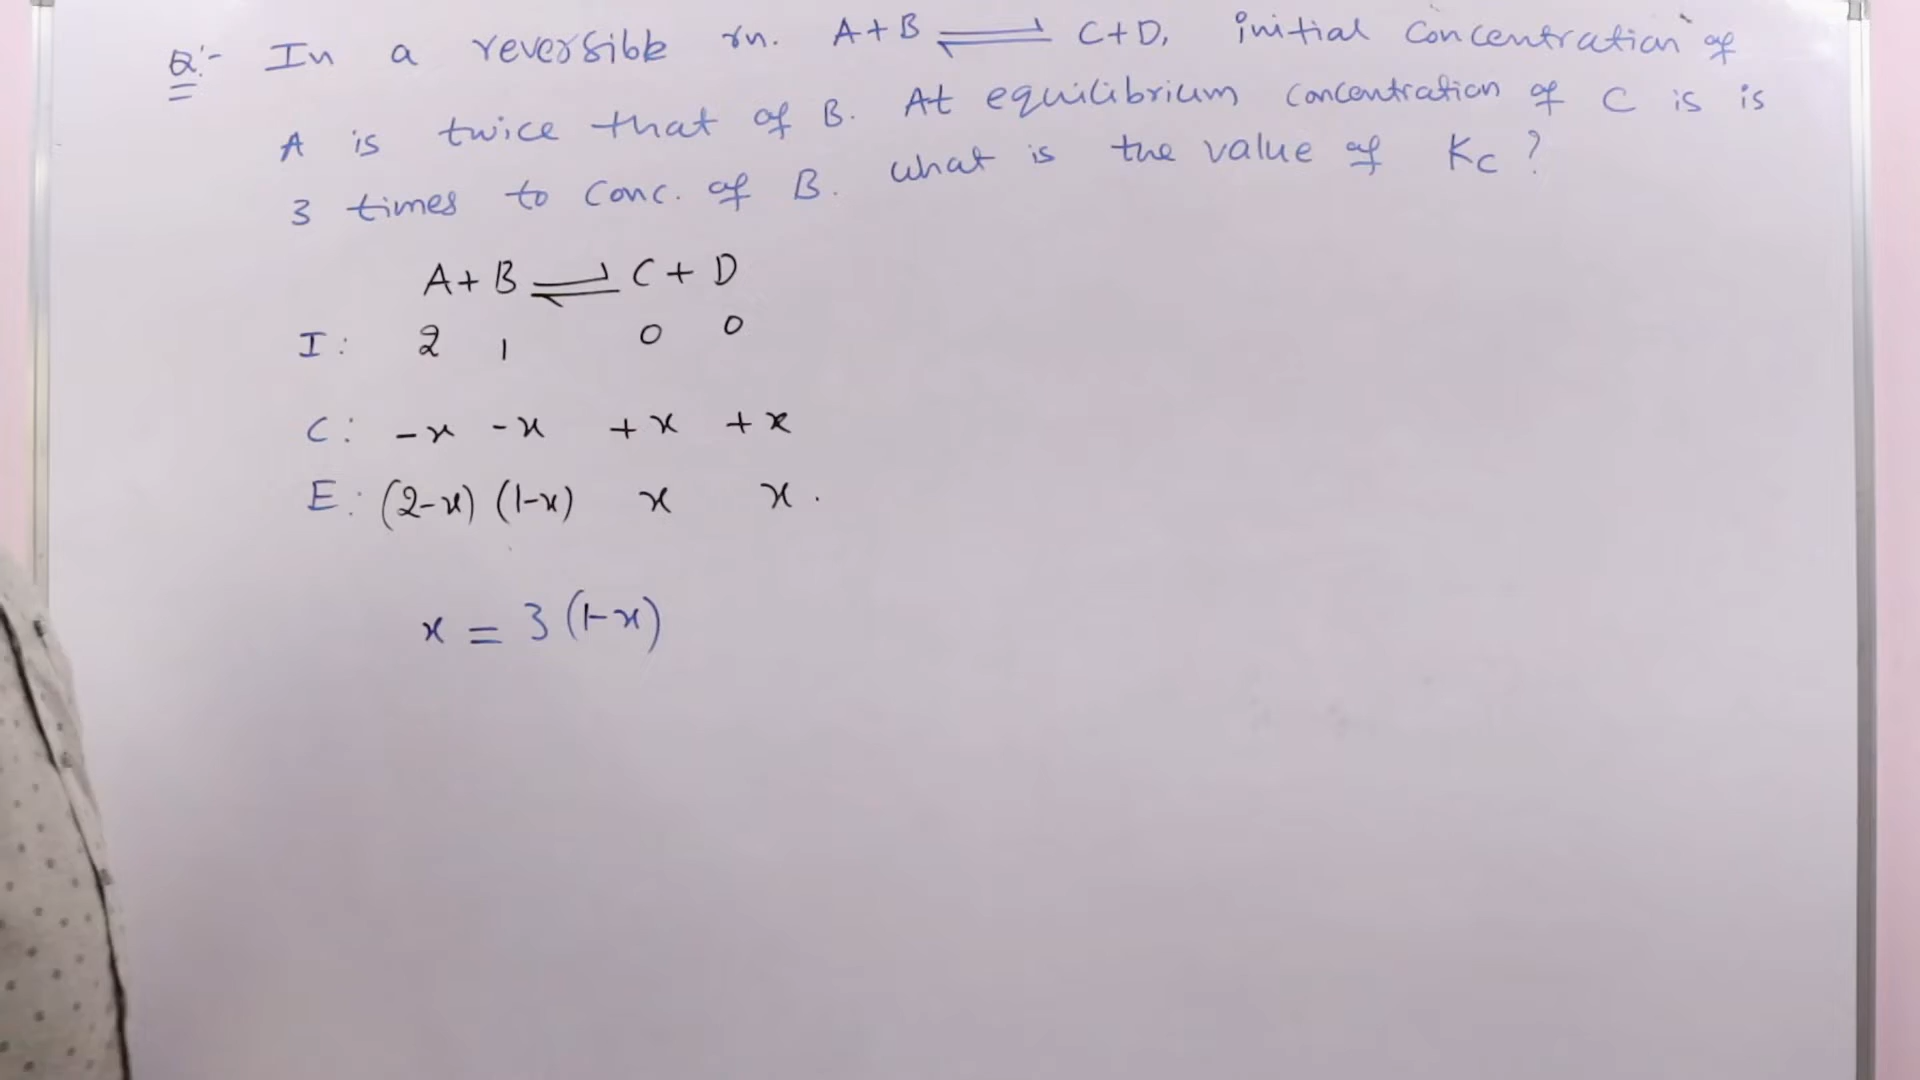 Q:- In a reversible rn. A+B ⇌ C+D, initial concentration of
A is twice that of B. At equilibrium concentration of C is is
3 times to conc. of B. what is the value of Kc ?
A+ B ⇌ C + D
I: 2 1 0 0
C: -x -x +x +x
E: (2-x) (1-x) x x.
x = 3 (1-x)